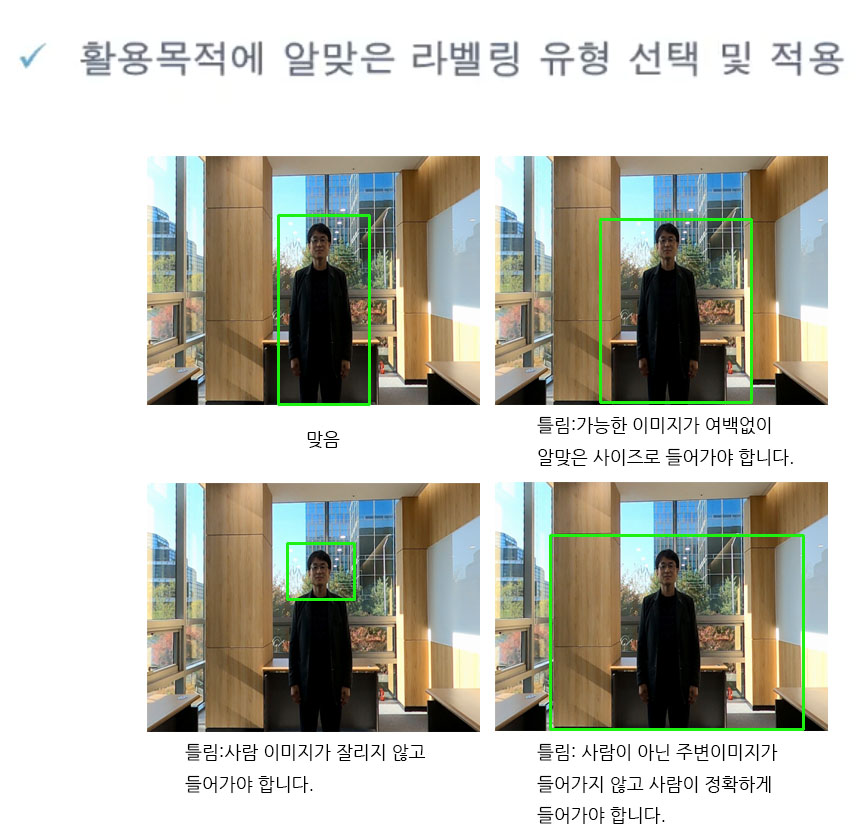 ✓ 활용목적에 알맞은 라벨링 유형 선택 및 적용
맞음
틀림:가능한 이미지가 여백없이
알맞은 사이즈로 들어가야 합니다.
틀림:사람 이미지가 잘리지 않고
들어가야 합니다.
틀림: 사람이 아닌 주변이미지가
들어가지 않고 사람이 정확하게
들어가야 합니다.